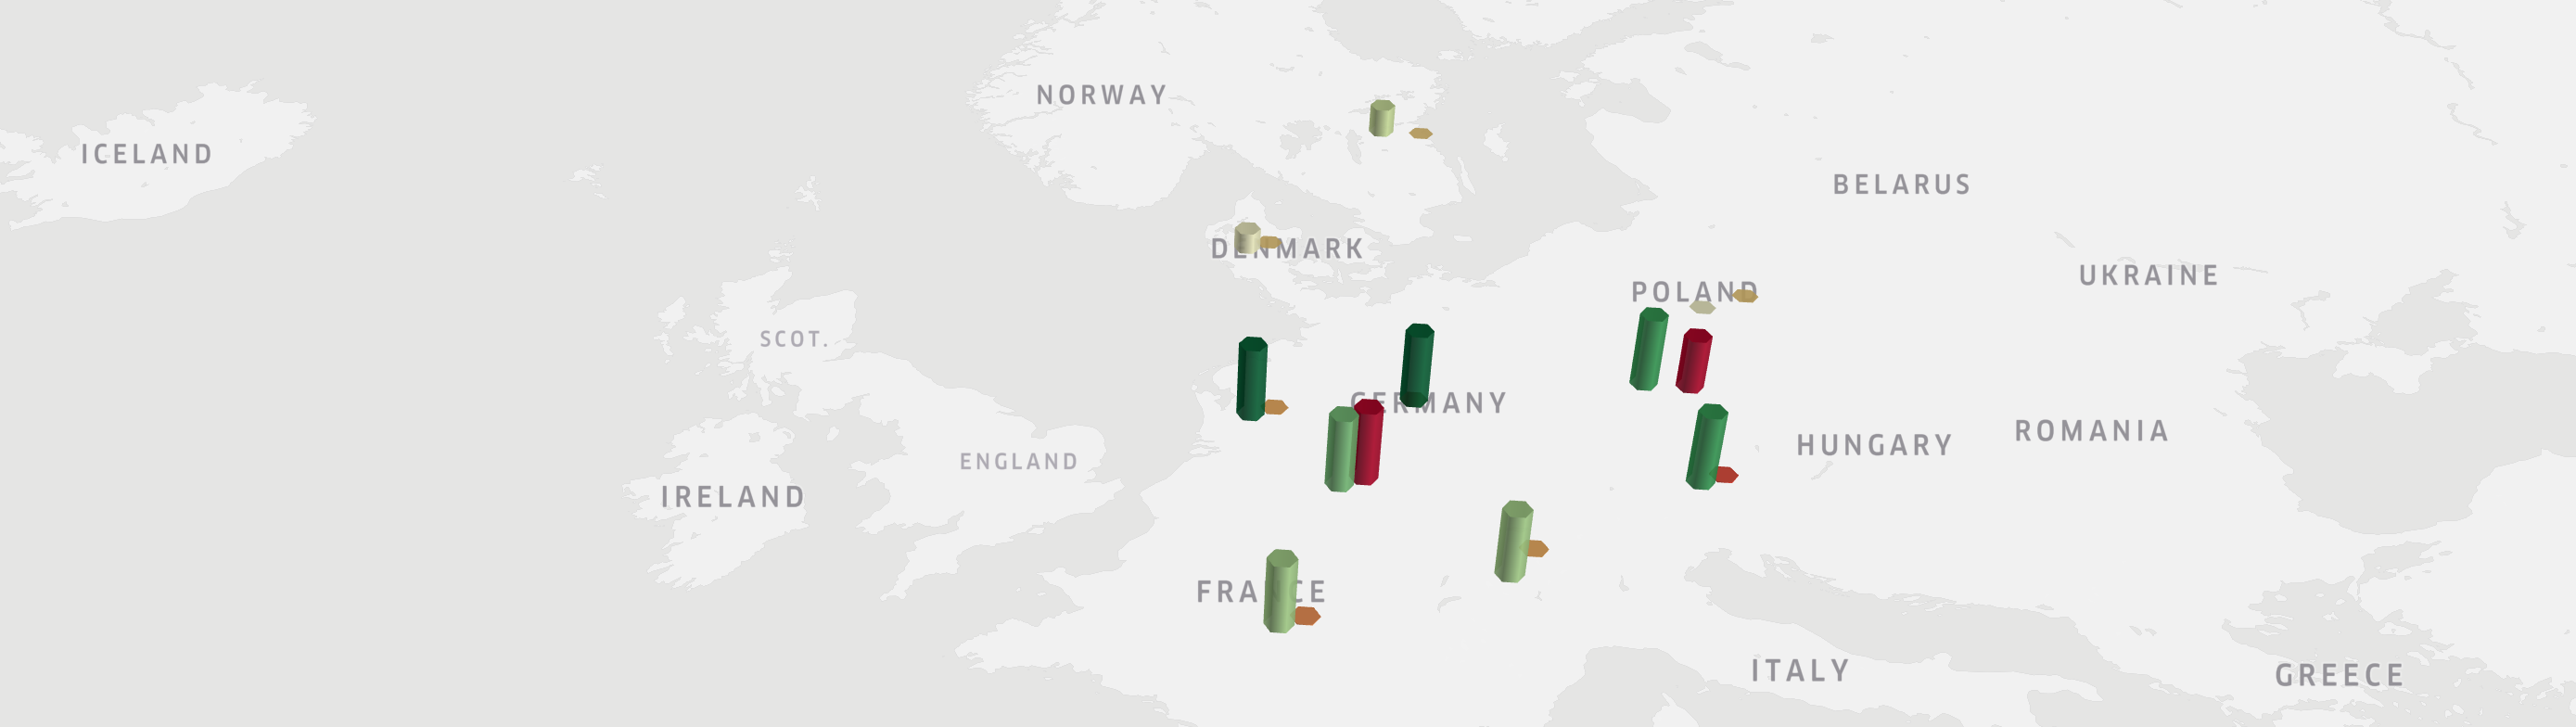 NORWAY
ICELAND
BELARUS
DENMARK
UKRAINE
POLAND
SCOT.
GERMANY
ROMANIA
HUNGARY
ENGLAND
IRELAND
FRANCE
ITALY
GREECE